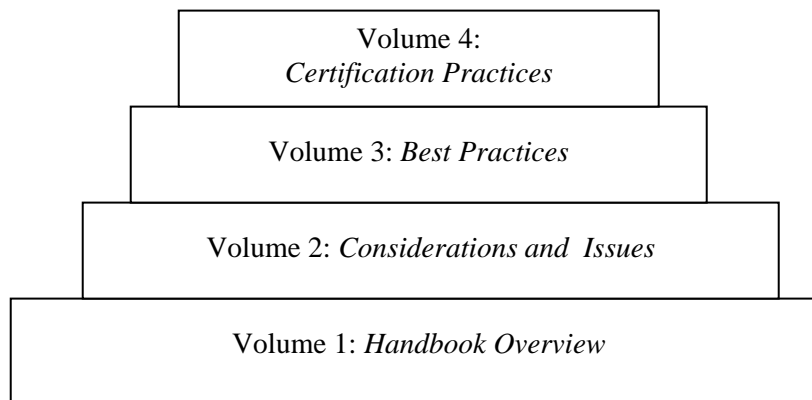 Volume 4:
Certification Practices
Volume 3: Best Practices
Volume 2: Considerations and  Issues
Volume 1: Handbook Overview